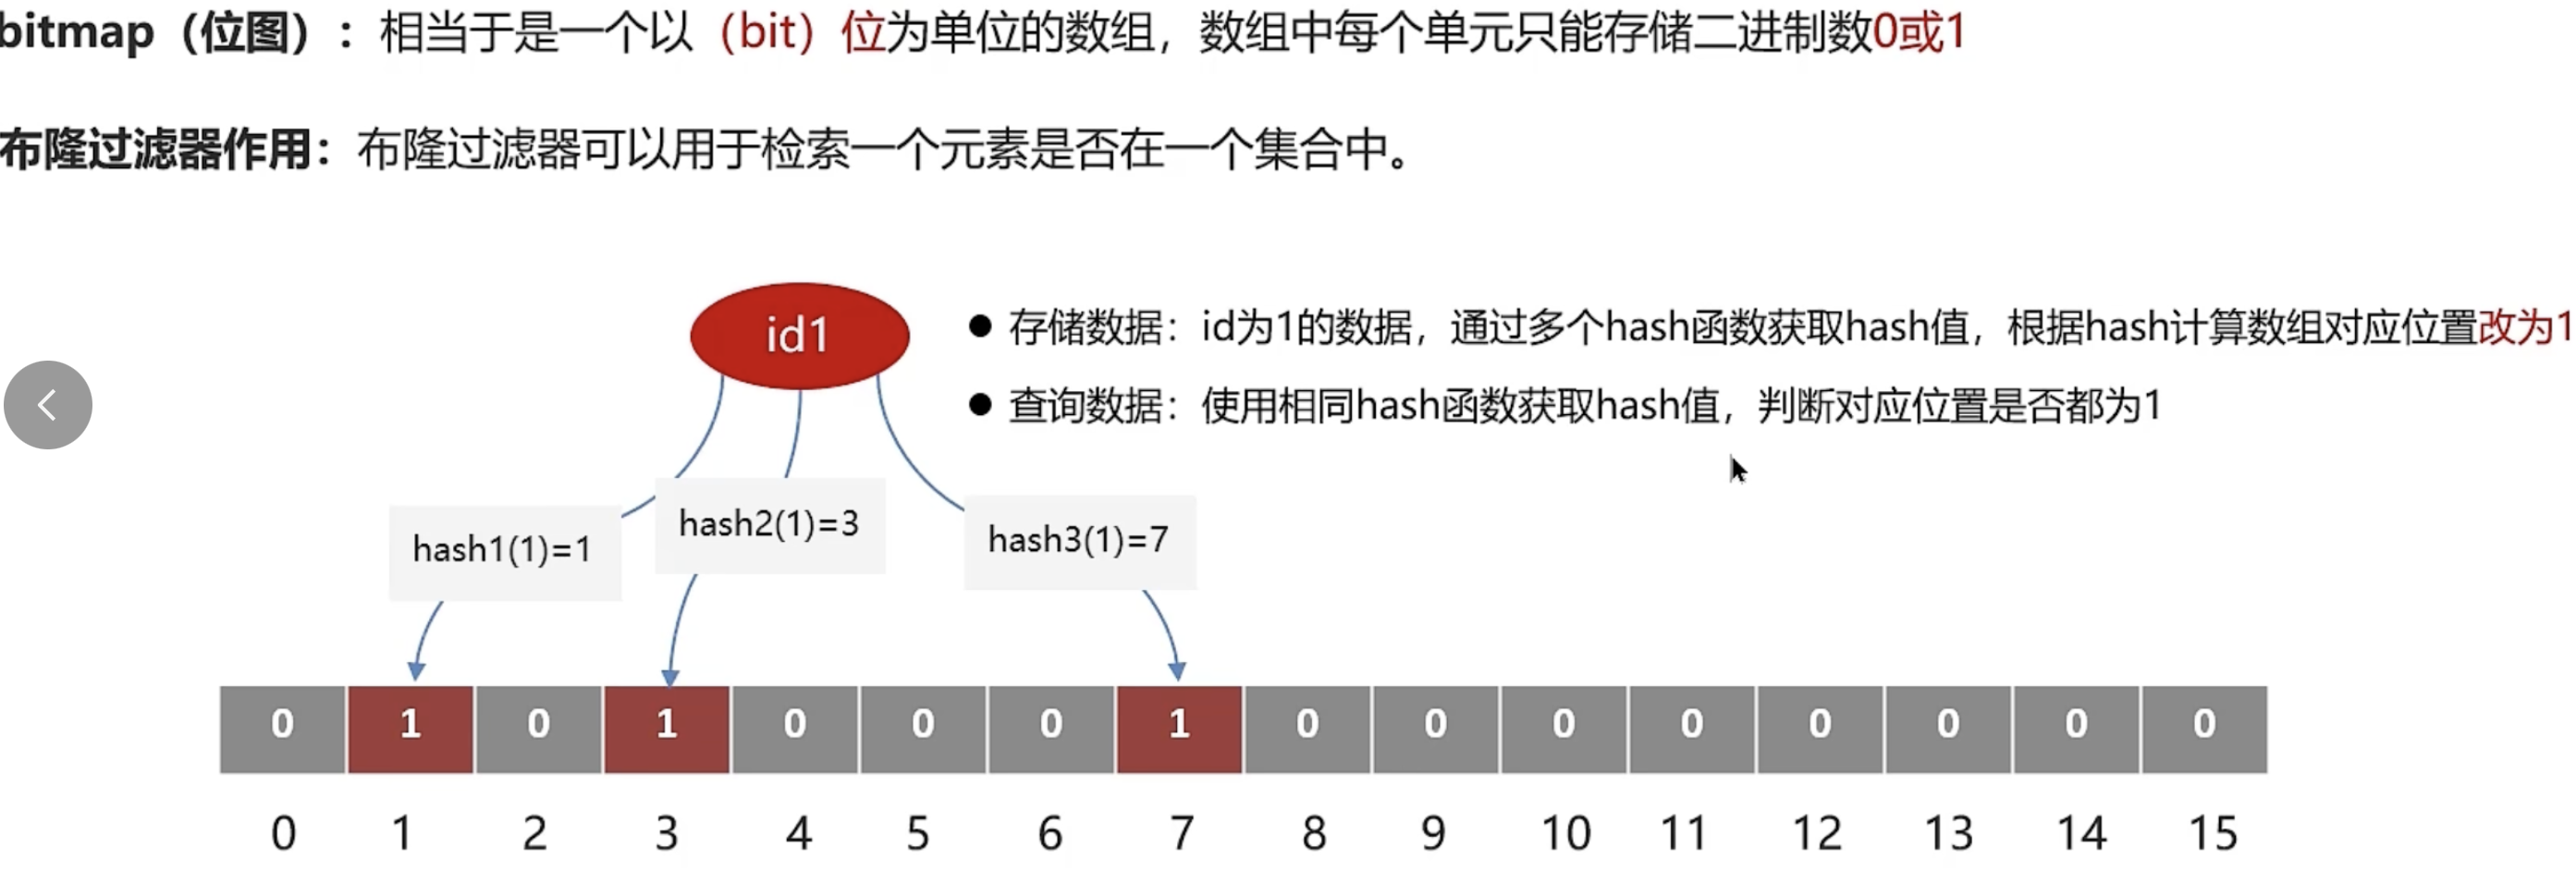 bitmap（位图）：相当于是一个以（bit）位为单位的数组，数组中每个单元只能存储二进制数0或1
布隆过滤器作用：布隆过滤器可以用于检索一个元素是否在一个集合中。
id1
存储数据：id为1的数据，通过多个hash函数获取hash值，根据hash计算数组对应位置改为1
查询数据：使用相同hash函数获取hash值，判断对应位置是否都为1
hash1(1)=1
hash2(1)=3
hash3(1)=7
0 1 0 1 0 0 0 1 0 0 0 0 0 0 0 0
0 1 2 3 4 5 6 7 8 9 10 11 12 13 14 15